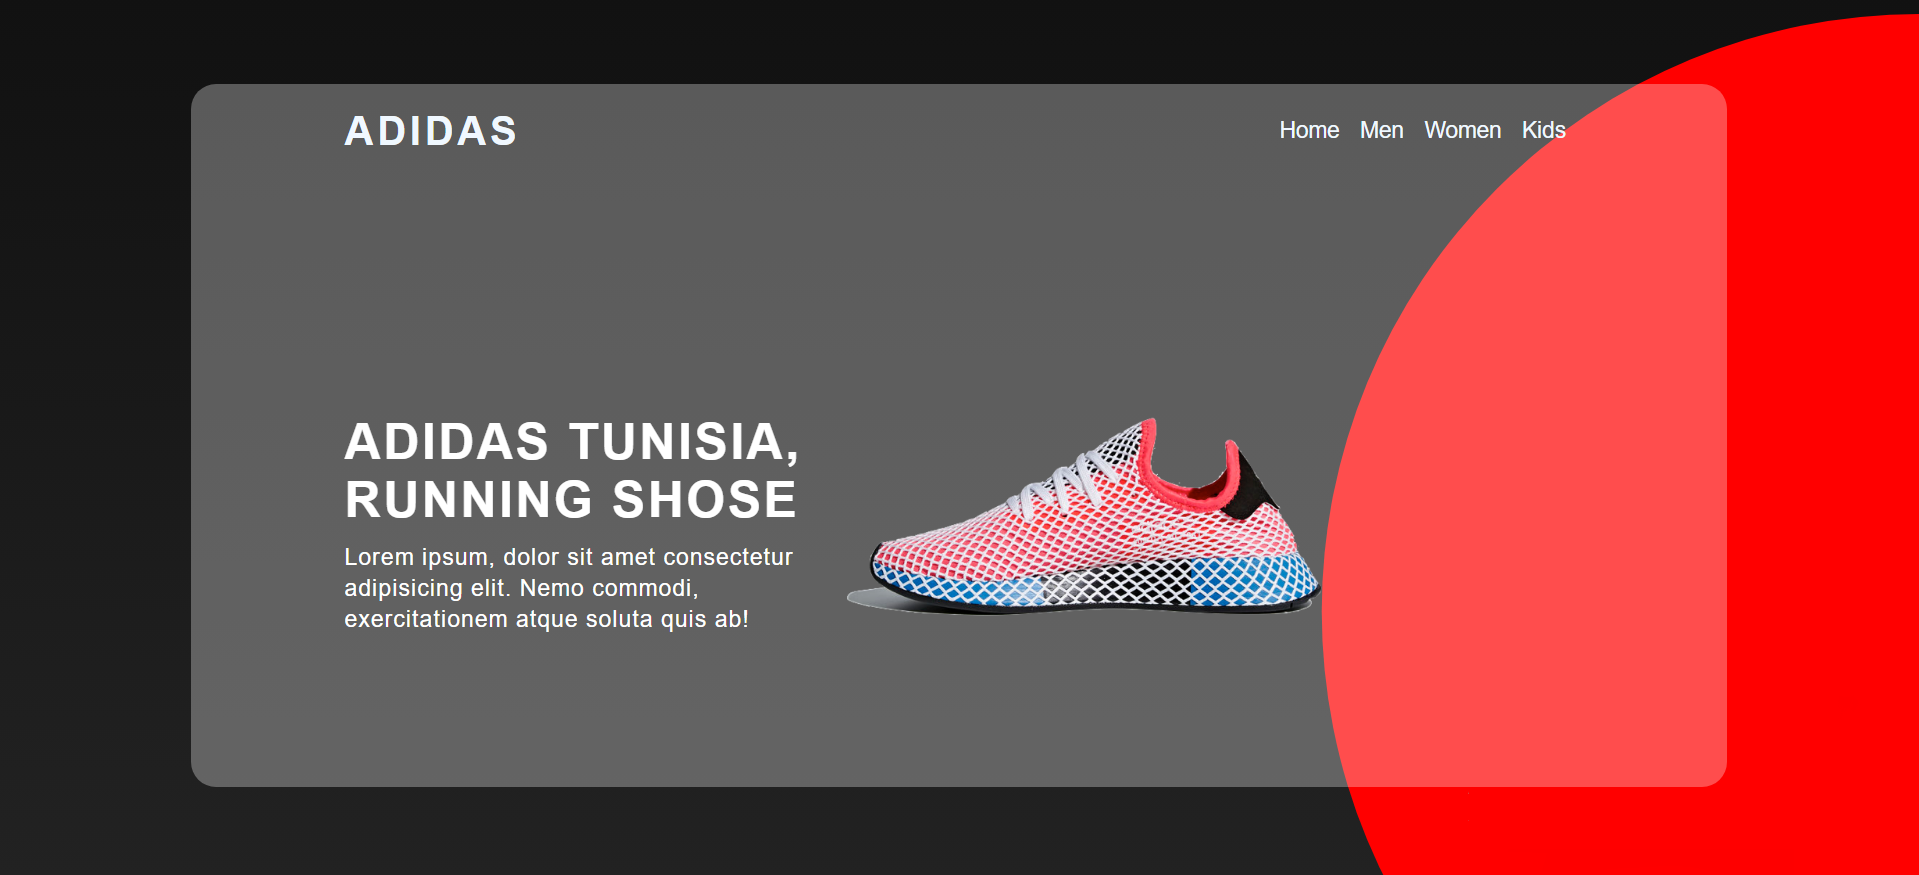 ADIDAS
Home Men Women Kids
ADIDAS TUNISIA,
RUNNING SHOSE
Lorem ipsum, dolor sit amet consectetur
adipisicing elit. Nemo commodi,
exercitationem atque soluta quis ab!